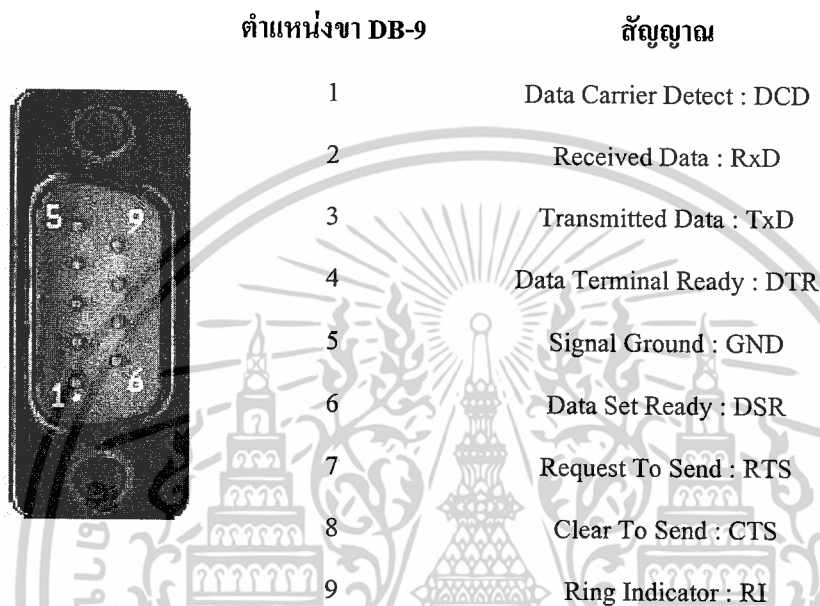 ตำแหน่งขา DB-9 สัญญาณ
1 Data Carrier Detect : DCD
2 Received Data : RxD
3 Transmitted Data : TxD
4 Data Terminal Ready : DTR
5 Signal Ground : GND
6 Data Set Ready : DSR
7 Request To Send : RTS
8 Clear To Send : CTS
9 Ring Indicator : RI
5 9
1 6